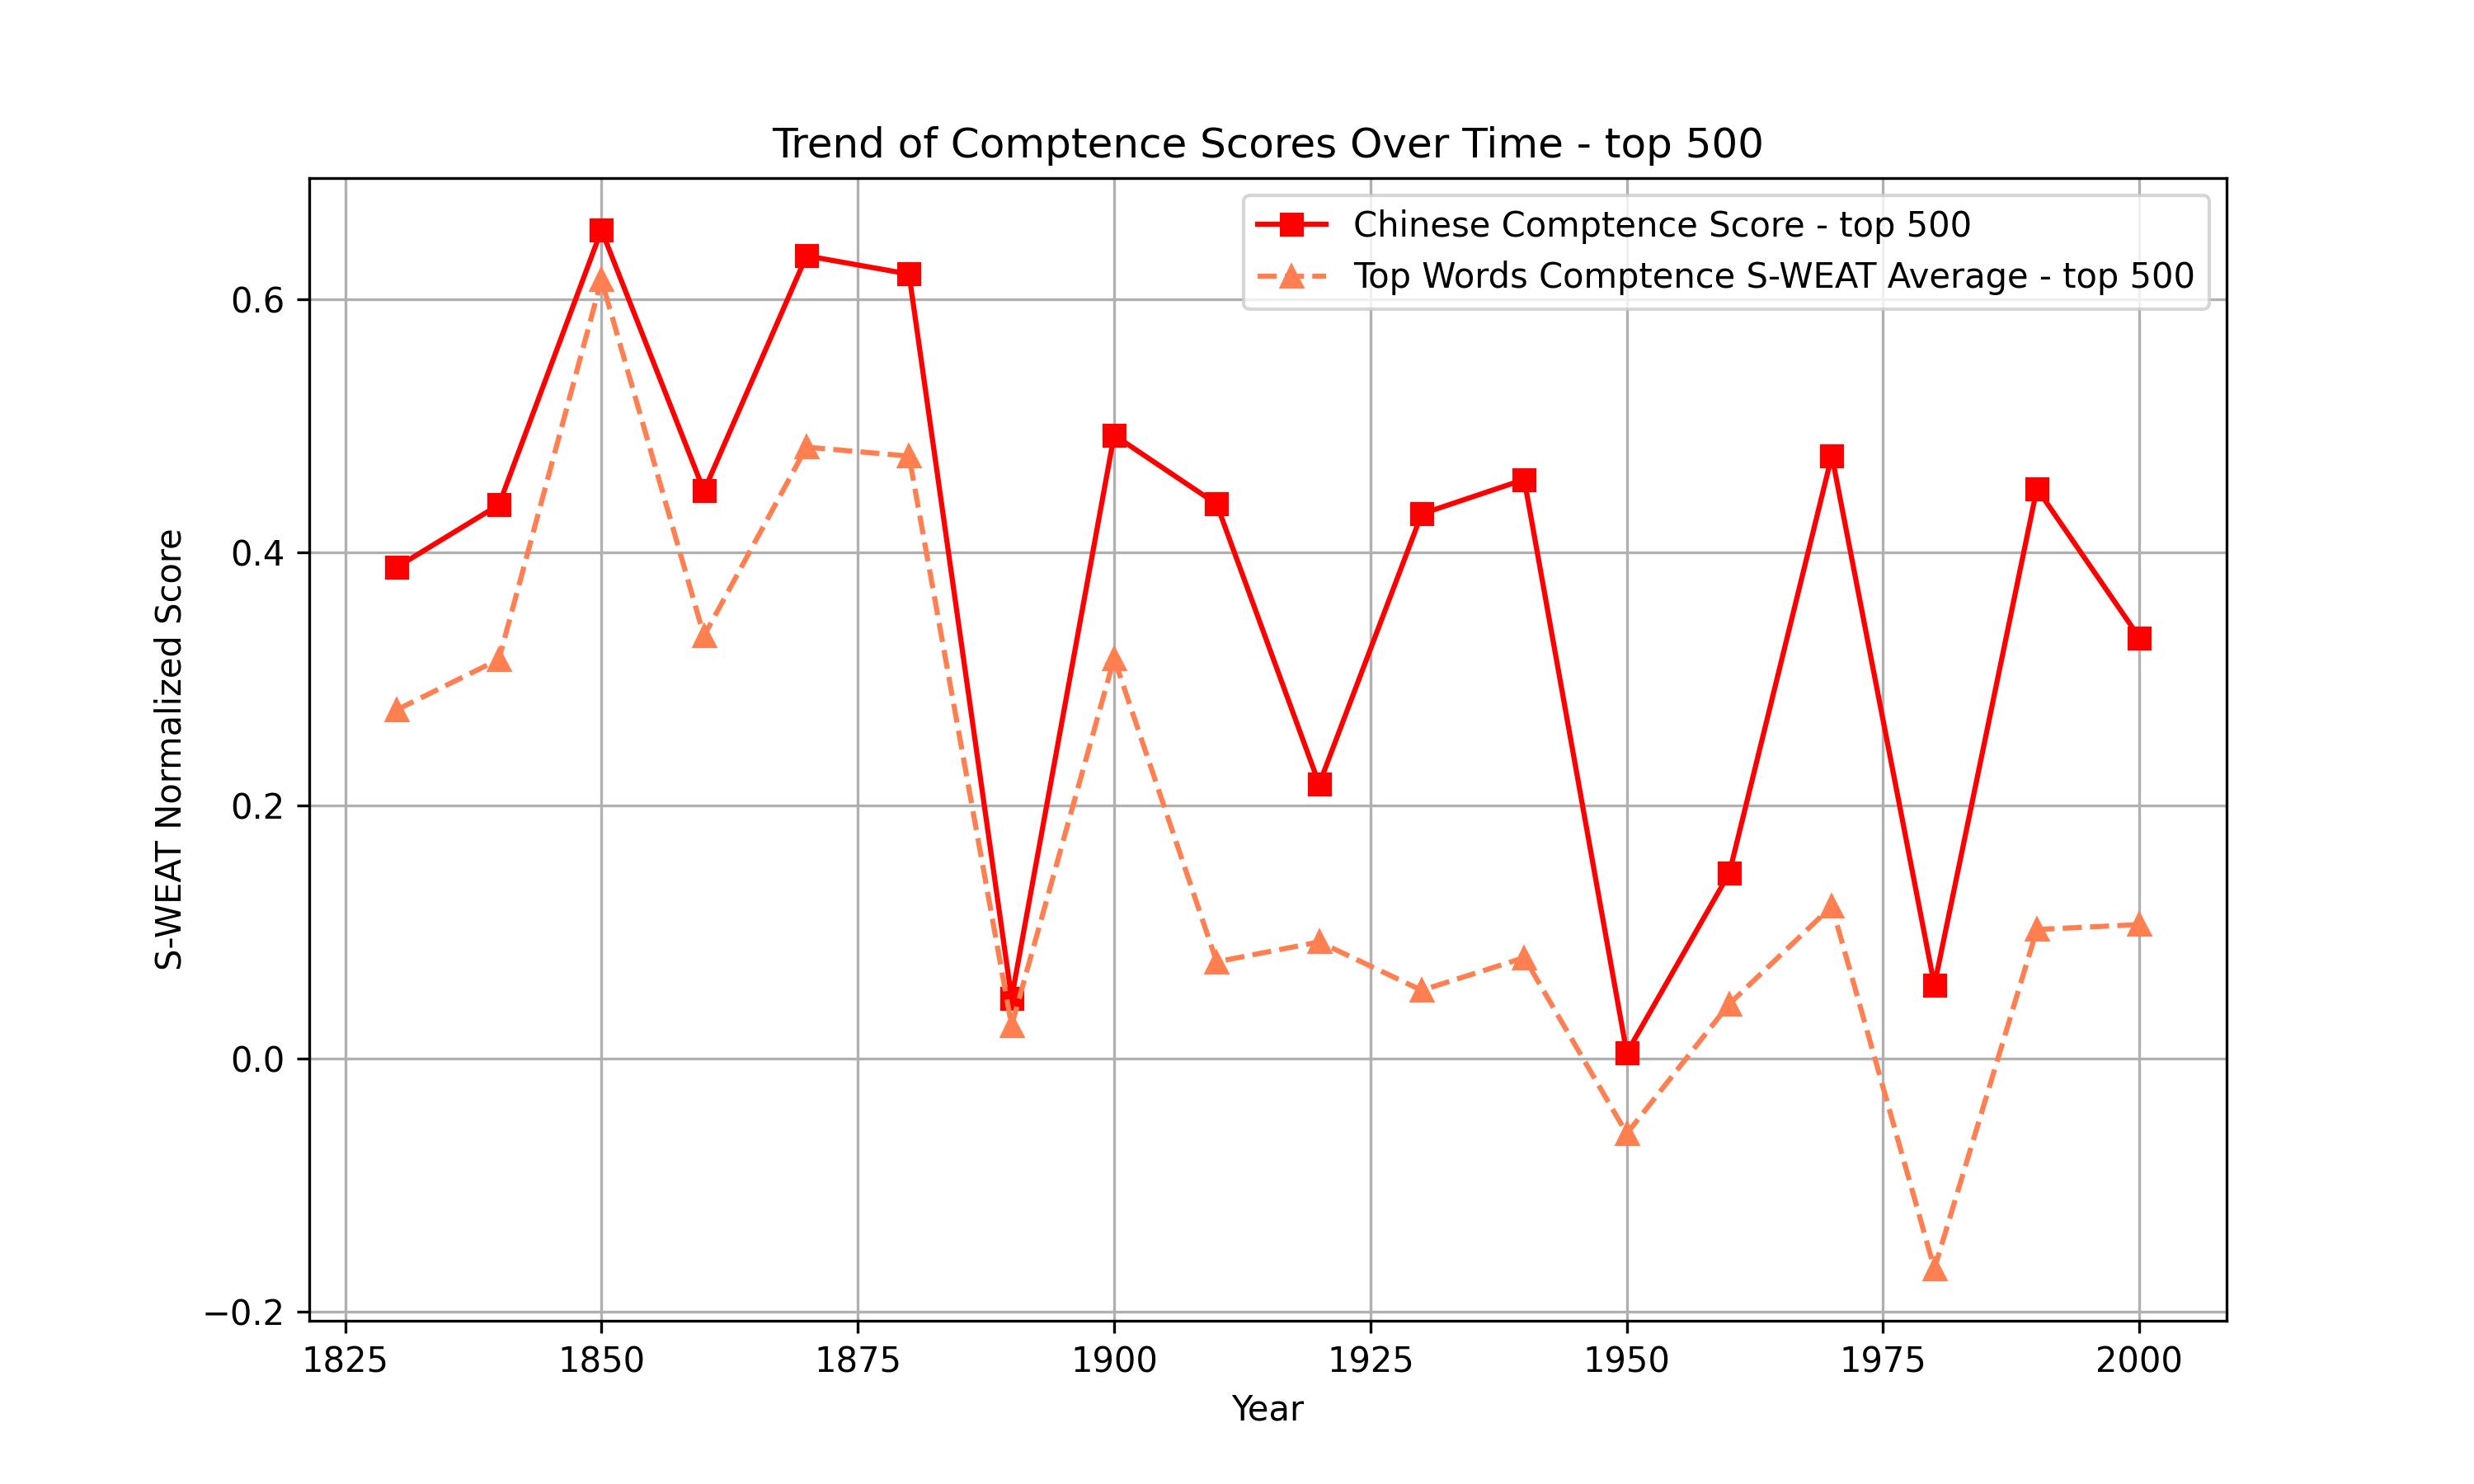 Trend of Comptence Scores Over Time - top 500
Chinese Comptence Score - top 500
Top Words Comptence S-WEAT Average - top 500
S-WEAT Normalized Score
0.6
0.4
0.2
0.0
−0.2
1825 1850 1875 1900 1925 1950 1975 2000
Year